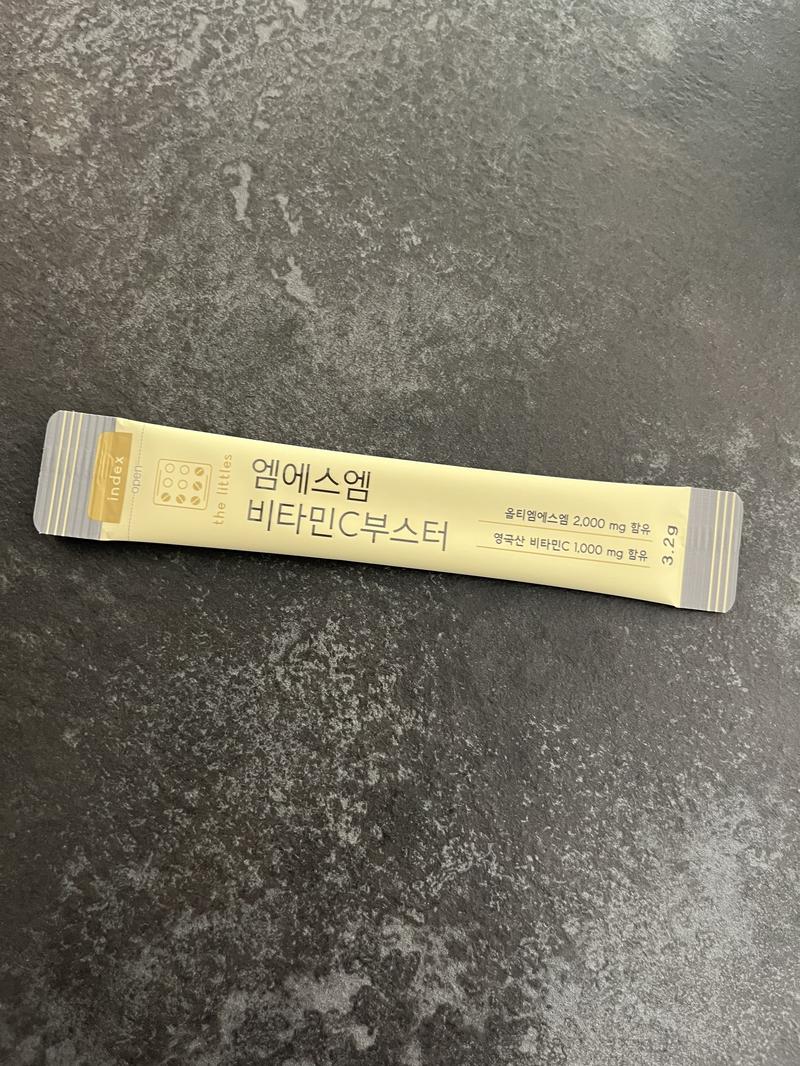 index
open
the littles
엠에스엠
비타민C부스터
옵티엠에스엠 2,000 mg 함유
영국산 비타민C 1,000 mg 함유
3.2g